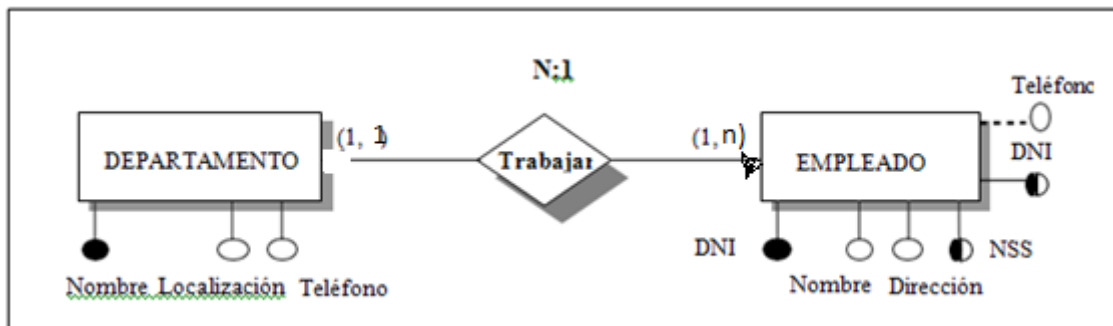 N:1
Teléfono
(1, 1)
(1, n)
DEPARTAMENTO
Trabajar
EMPLEADO
DNI
DNI
NSS
Nombre Localización Teléfono
Nombre Dirección